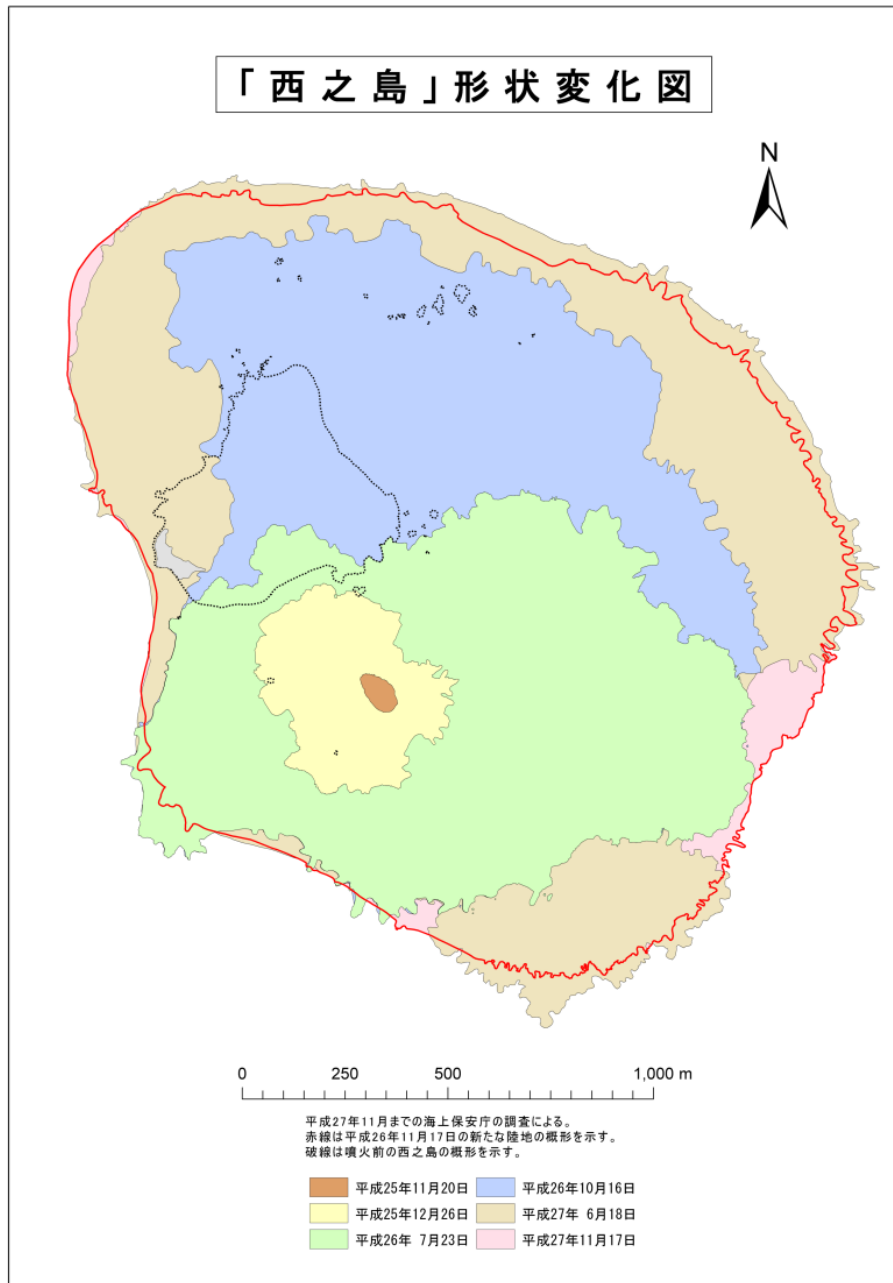 「西之島」形状変化図
N
0 250 500 1,000 m
平成27年11月までの海上保安庁の調査による。
赤線は平成26年11月17日の新たな陸地の概形を示す。
破線は噴火前の西之島の概形を示す。
平成25年11月20日 平成26年10月16日
平成25年12月26日 平成27年 6月18日
平成26年 7月23日 平成27年11月17日